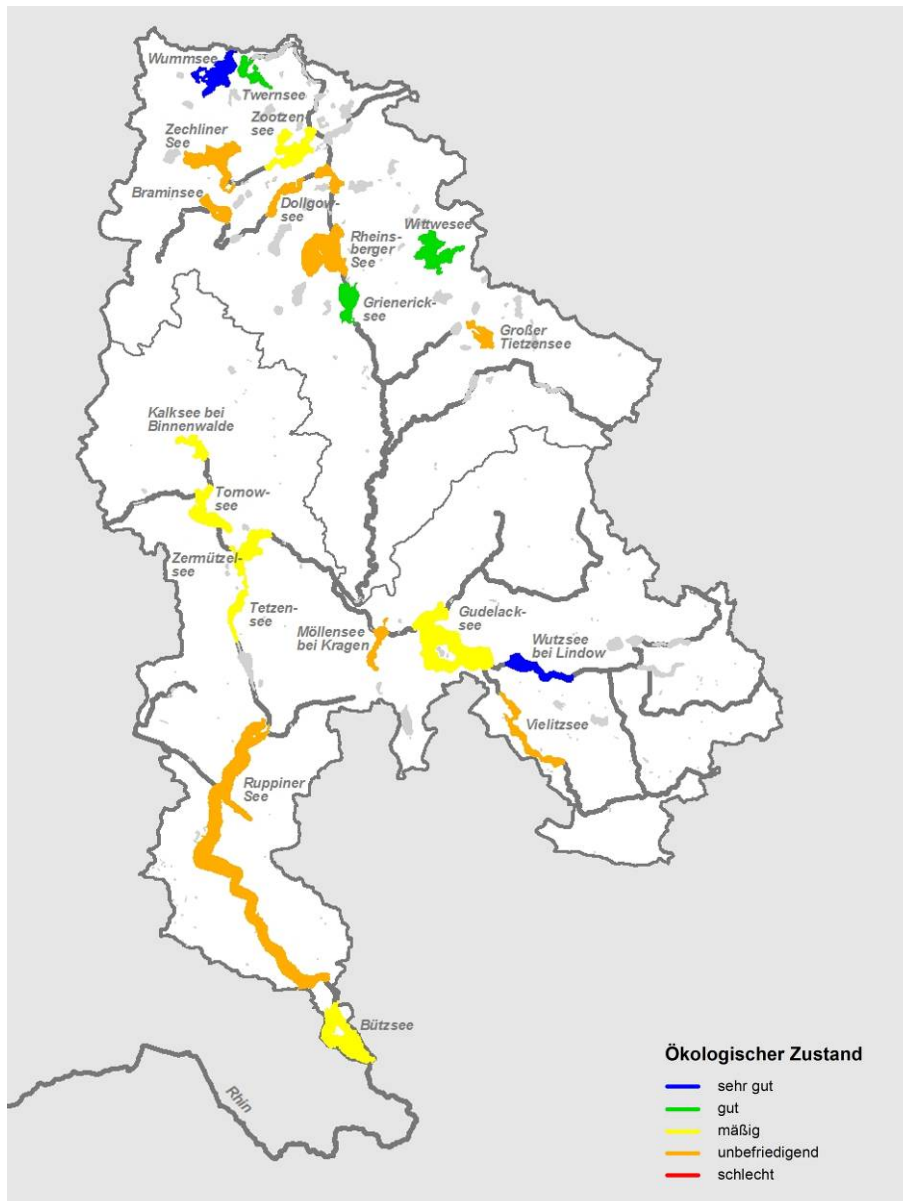 Wummsee
Twernsee
Zootzen-
see
Zechliner
See
Braminsee
Dollgow-
see
Wittwesee
Rheins-
berger
See
Grienerick-
see
Großer
Tietzensee
Kalksee bei
Binnenwalde
Tornow-
see
Zermützel-
see
Tetzen-
see
Möllensee
bei Kragen
Gudelack-
see
Wutzsee
bei Lindow
Vielitzsee
Ruppiner
See
Bützsee
Rhin
Ökologischer Zustand
sehr gut
gut
mäßig
unbefriedigend
schlecht